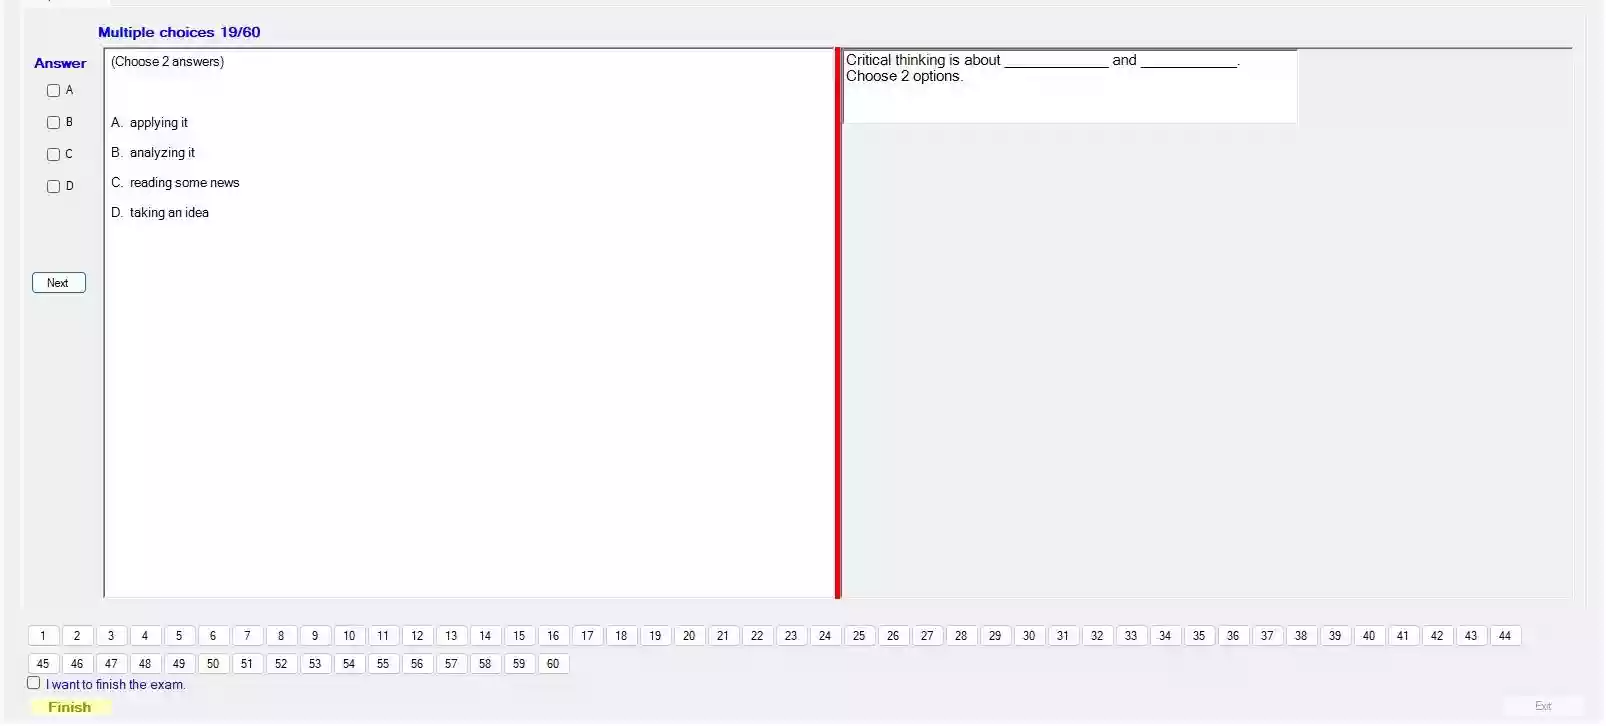 Multiple choices 19/60
Answer
(Choose 2 answers)
A
B
C
D
A. applying it
B. analyzing it
C. reading some news
D. taking an idea
Next
Critical thinking is about _____________ and ____________.
Choose 2 options.
1 2 3 4 5 6 7 8 9 10 11 12 13 14 15 16 17 18 19 20 21 22 23 24 25 26 27 28 29 30 31 32 33 34 35 36 37 38 39 40 41 42 43 44
45 46 47 48 49 50 51 52 53 54 55 56 57 58 59 60
I want to finish the exam.
Finish
Exit